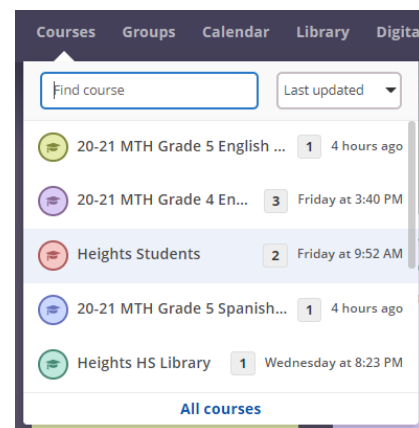 Courses Groups Calendar Library Digita
Find course Last updated
20-21 MTH Grade 5 English ... 1 4 hours ago
20-21 MTH Grade 4 En... 3 Friday at 3:40 PM
Heights Students 2 Friday at 9:52 AM
20-21 MTH Grade 5 Spanish... 1 4 hours ago
Heights HS Library 1 Wednesday at 8:23 PM
All courses